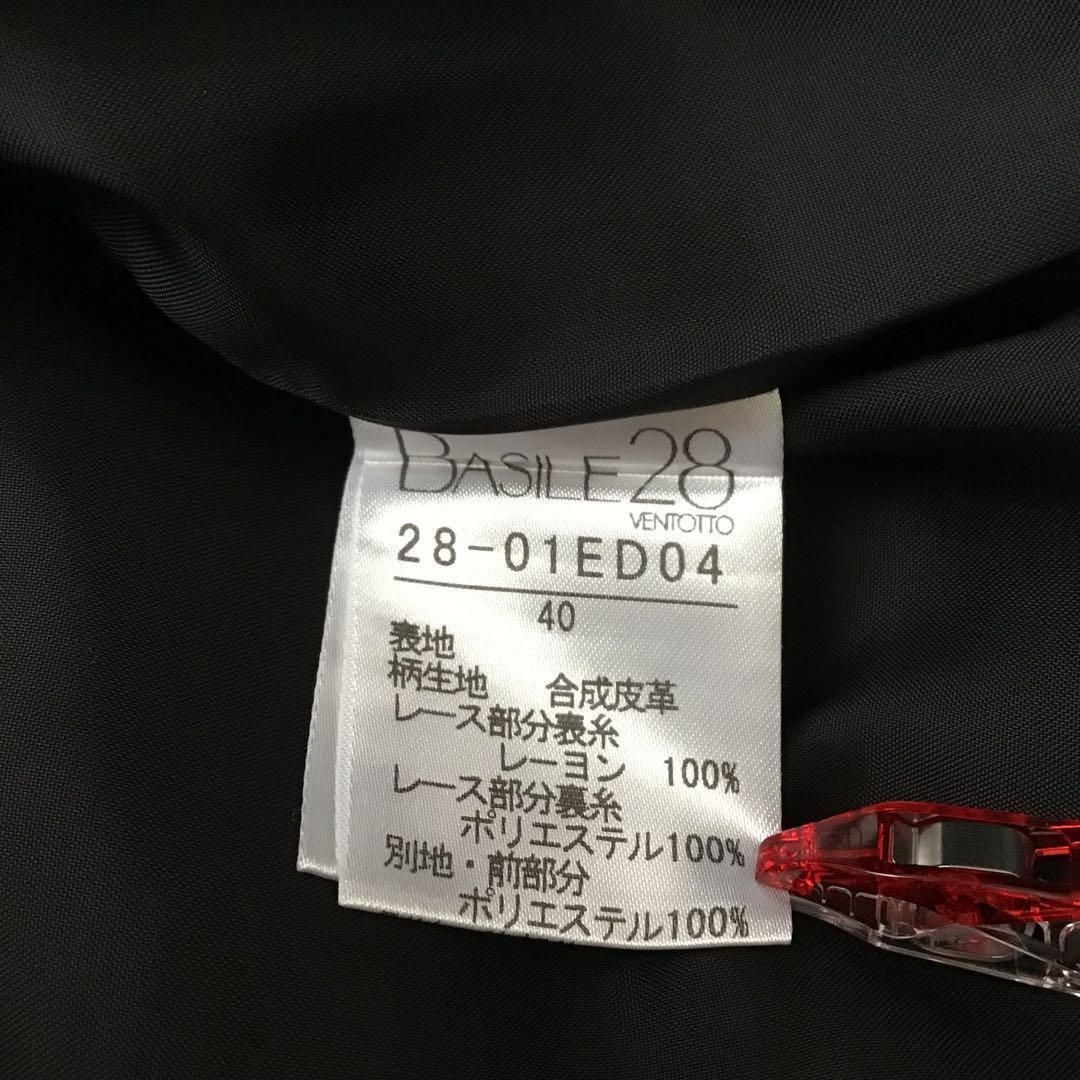 BASILE28
VENTOTTO
28-01ED04
40
表地
柄生地 合成皮革
レース部分表糸
レーヨン 100%
レース部分裏糸
ポリエステル100%
別地・前部分
ポリエステル100%